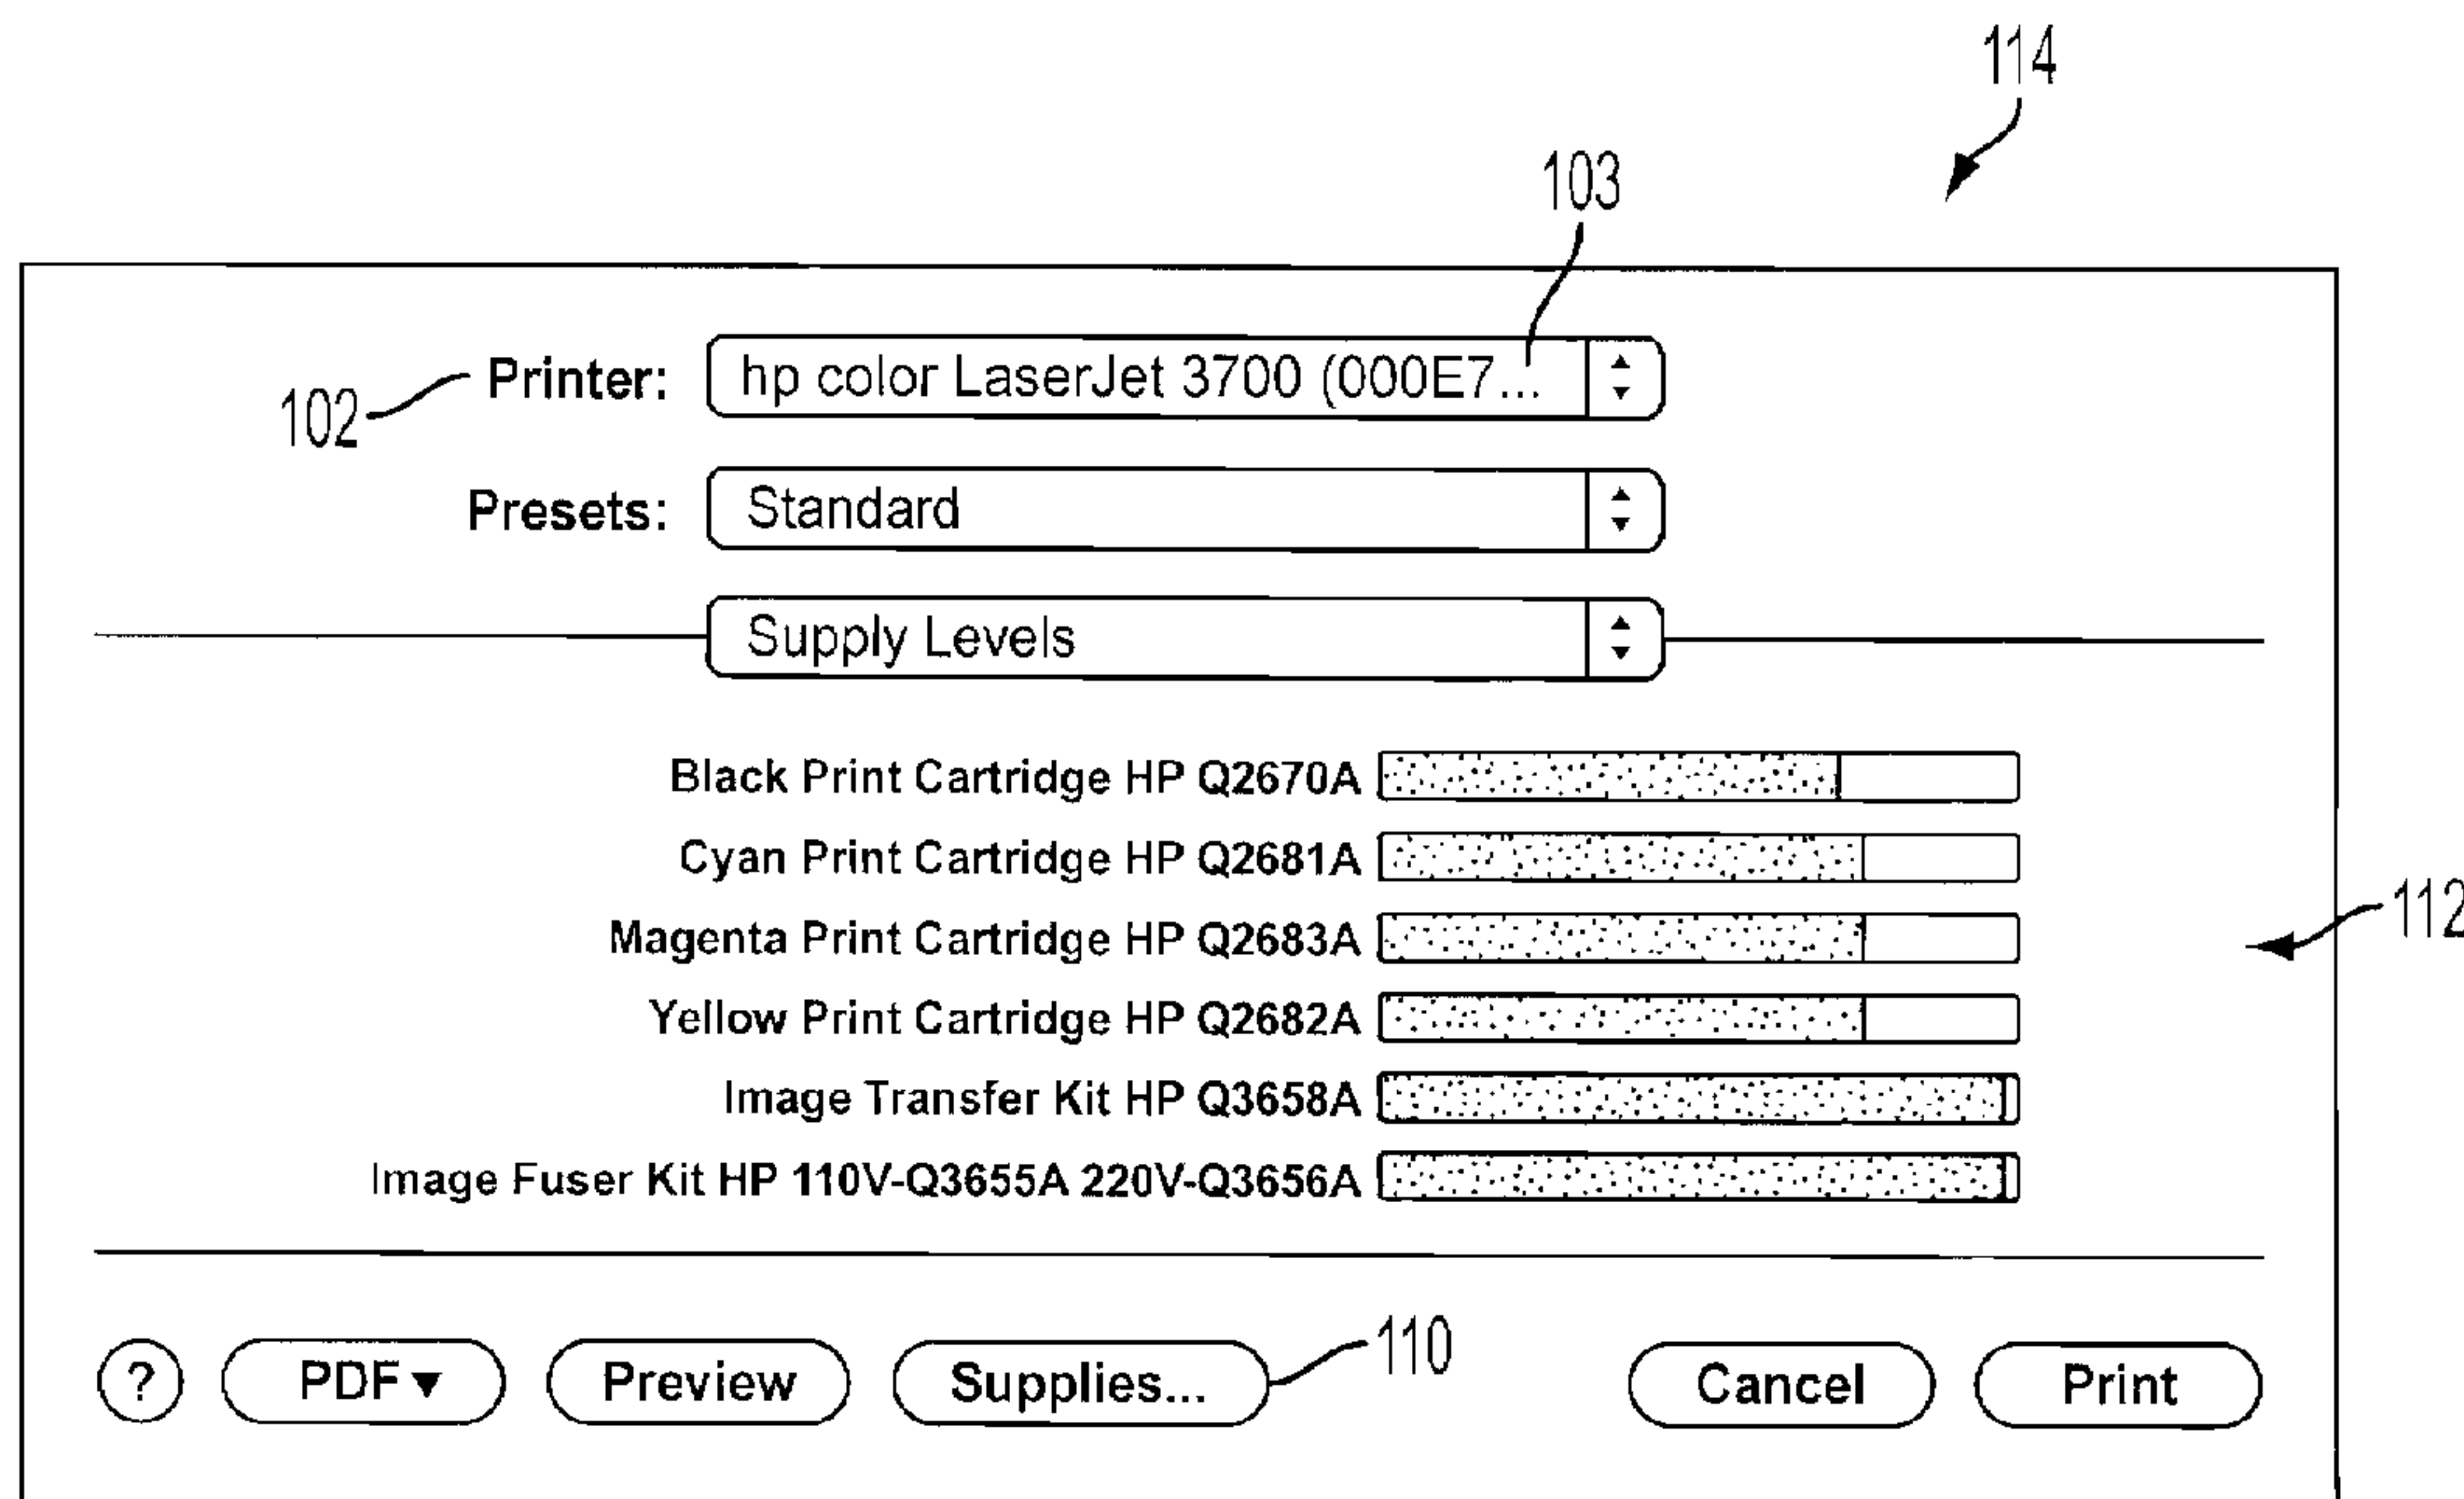 114
103
102 Printer: hp color LaserJet 3700 (000E7...
Presets: Standard
Supply Levels
Black Print Cartridge HP Q2670A
Cyan Print Cartridge HP Q2681A
112
Magenta Print Cartridge HP Q2683A
Yellow Print Cartridge HP Q2682A
Image Transfer Kit HP Q3658A
Image Fuser Kit HP 110V-Q3655A 220V-Q3656A
110
? PDF▼ Preview Supplies... Cancel Print